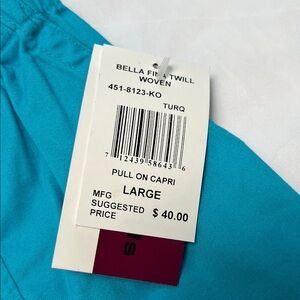 BELLA FINA TWILL
WOVEN
451-8123-KO
TURQ
7 12439 58643 6
PULL ON CAPRI
MFG LARGE
SUGGESTED
PRICE $ 40.00